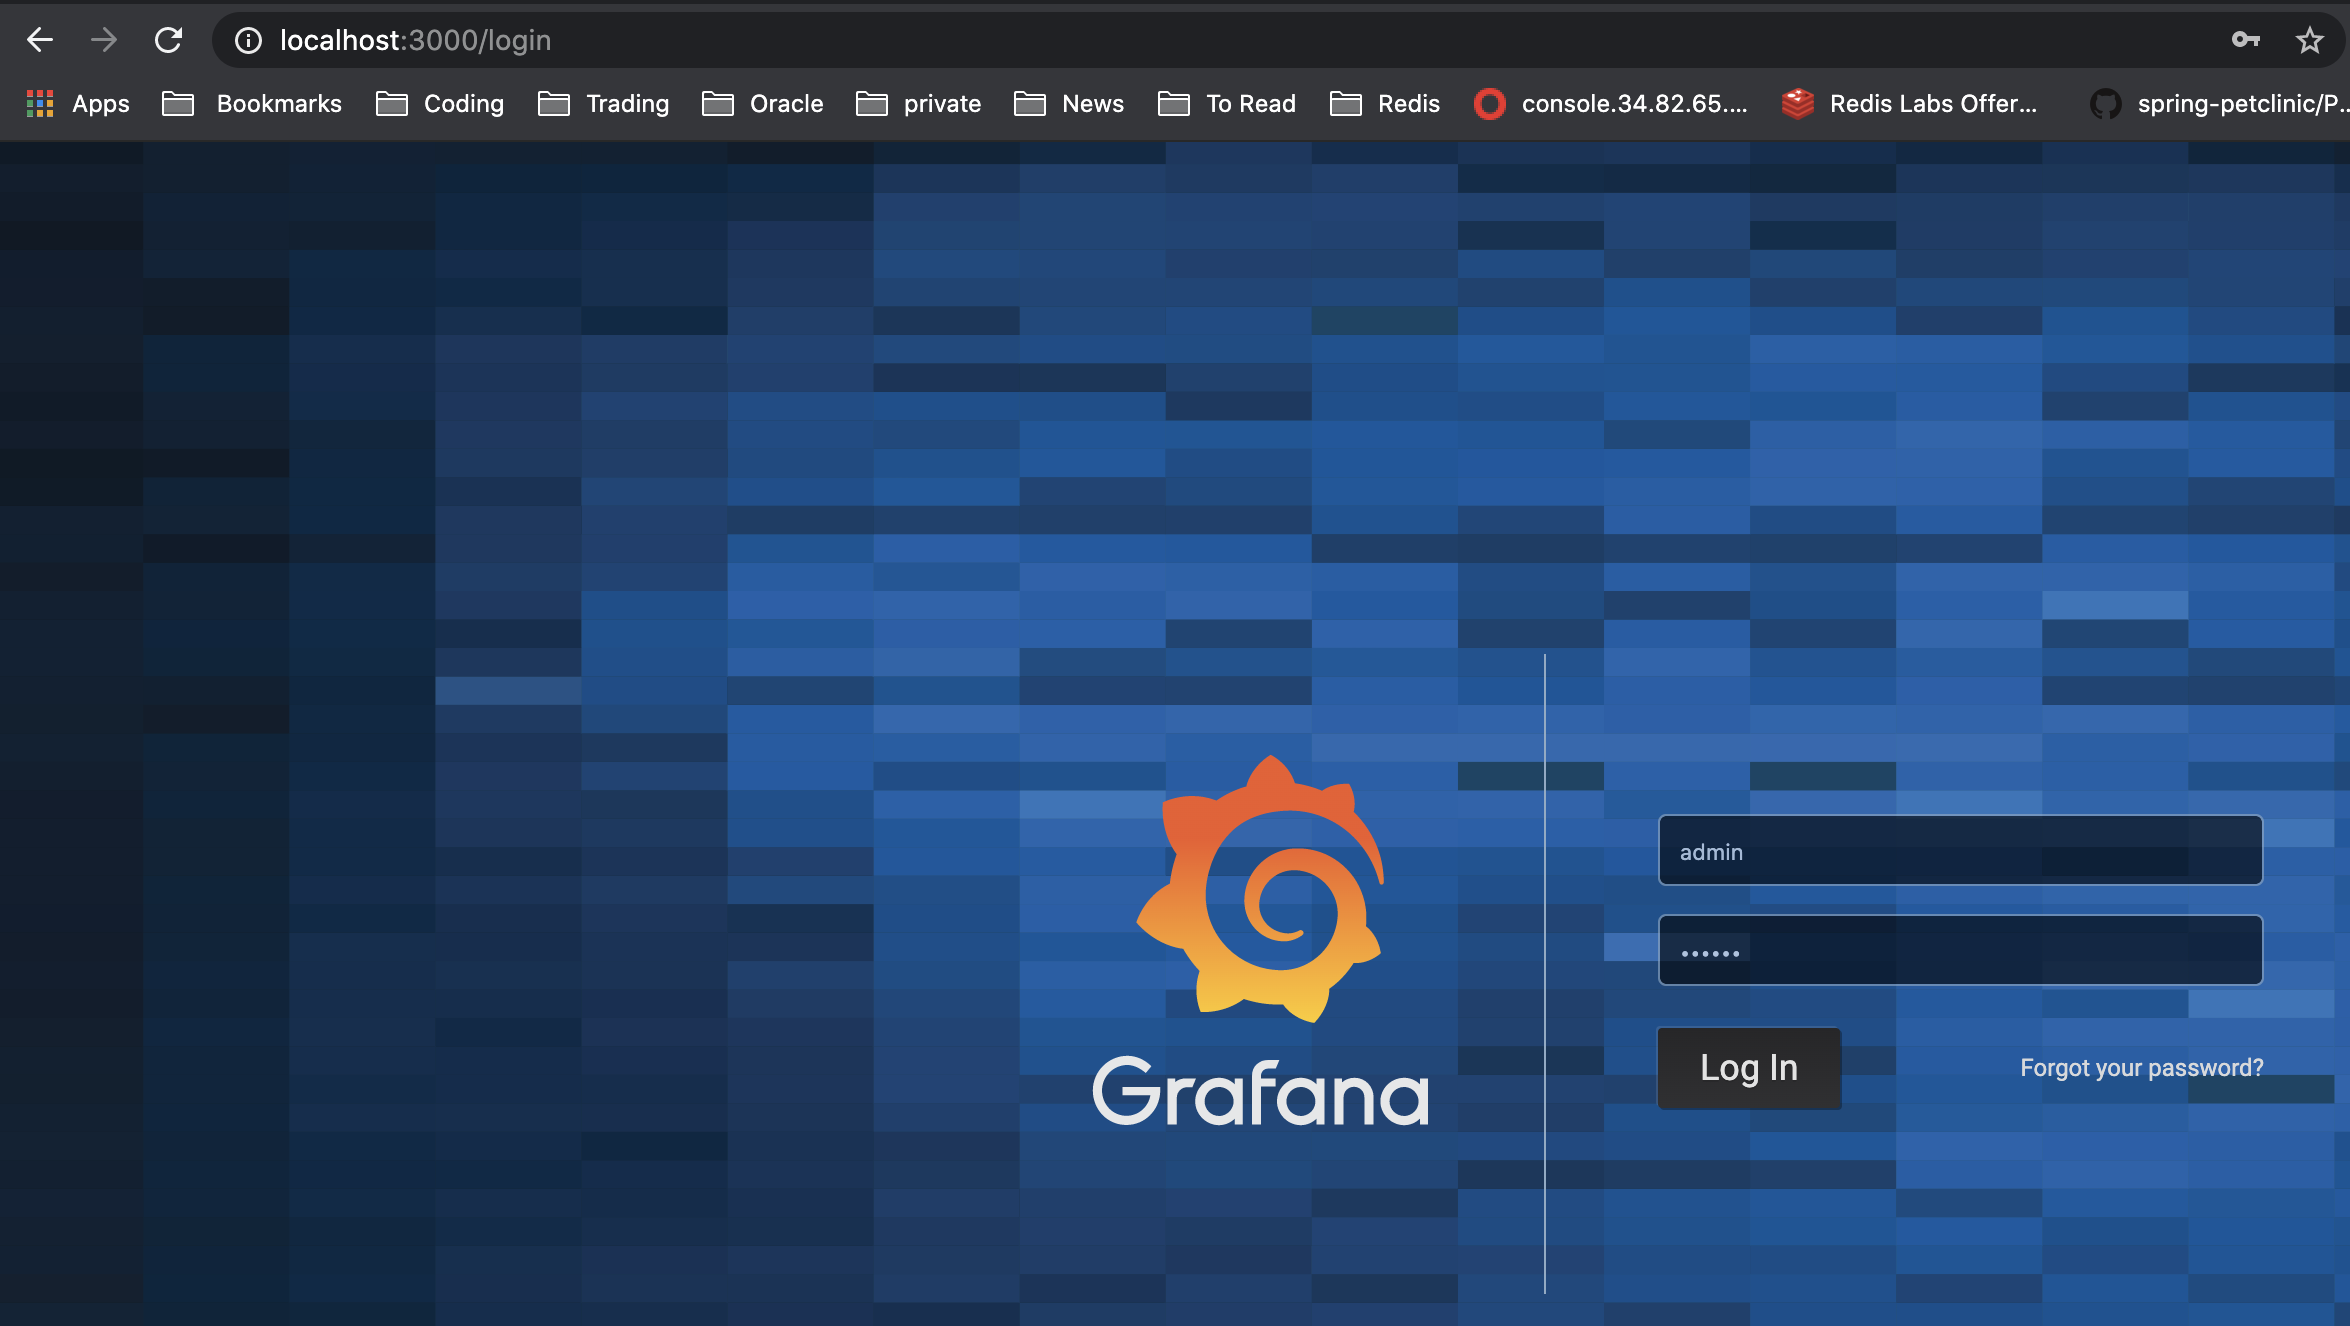 localhost:3000/login
Apps Bookmarks Coding Trading Oracle private News To Read Redis console.34.82.65.... Redis Labs Offer... spring-petclinic/P...
admin
••••••
Log In Forgot your password?
Grafana